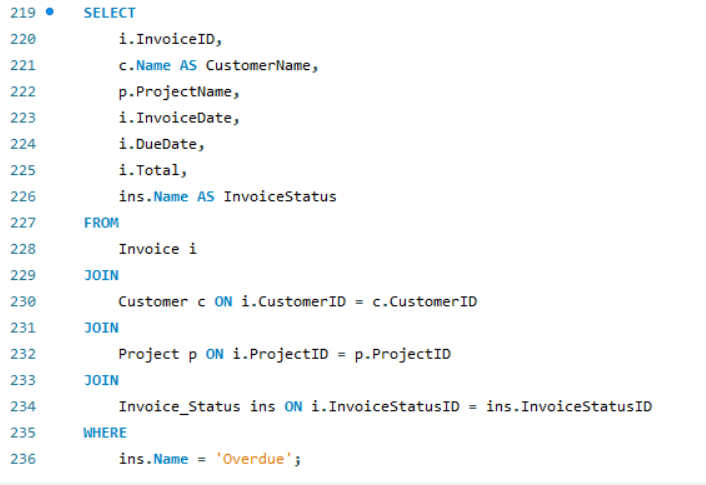 219 SELECT
220 i.InvoiceID,
221 c.Name AS CustomerName,
222 p.ProjectName,
223 i.InvoiceDate,
224 i.DueDate,
225 i.Total,
226 ins.Name AS InvoiceStatus
227 FROM
228 Invoice i
229 JOIN
230 Customer c ON i.CustomerID = c.CustomerID
231 JOIN
232 Project p ON i.ProjectID = p.ProjectID
233 JOIN
234 Invoice_Status ins ON i.InvoiceStatusID = ins.InvoiceStatusID
235 WHERE
236 ins.Name = 'Overdue';